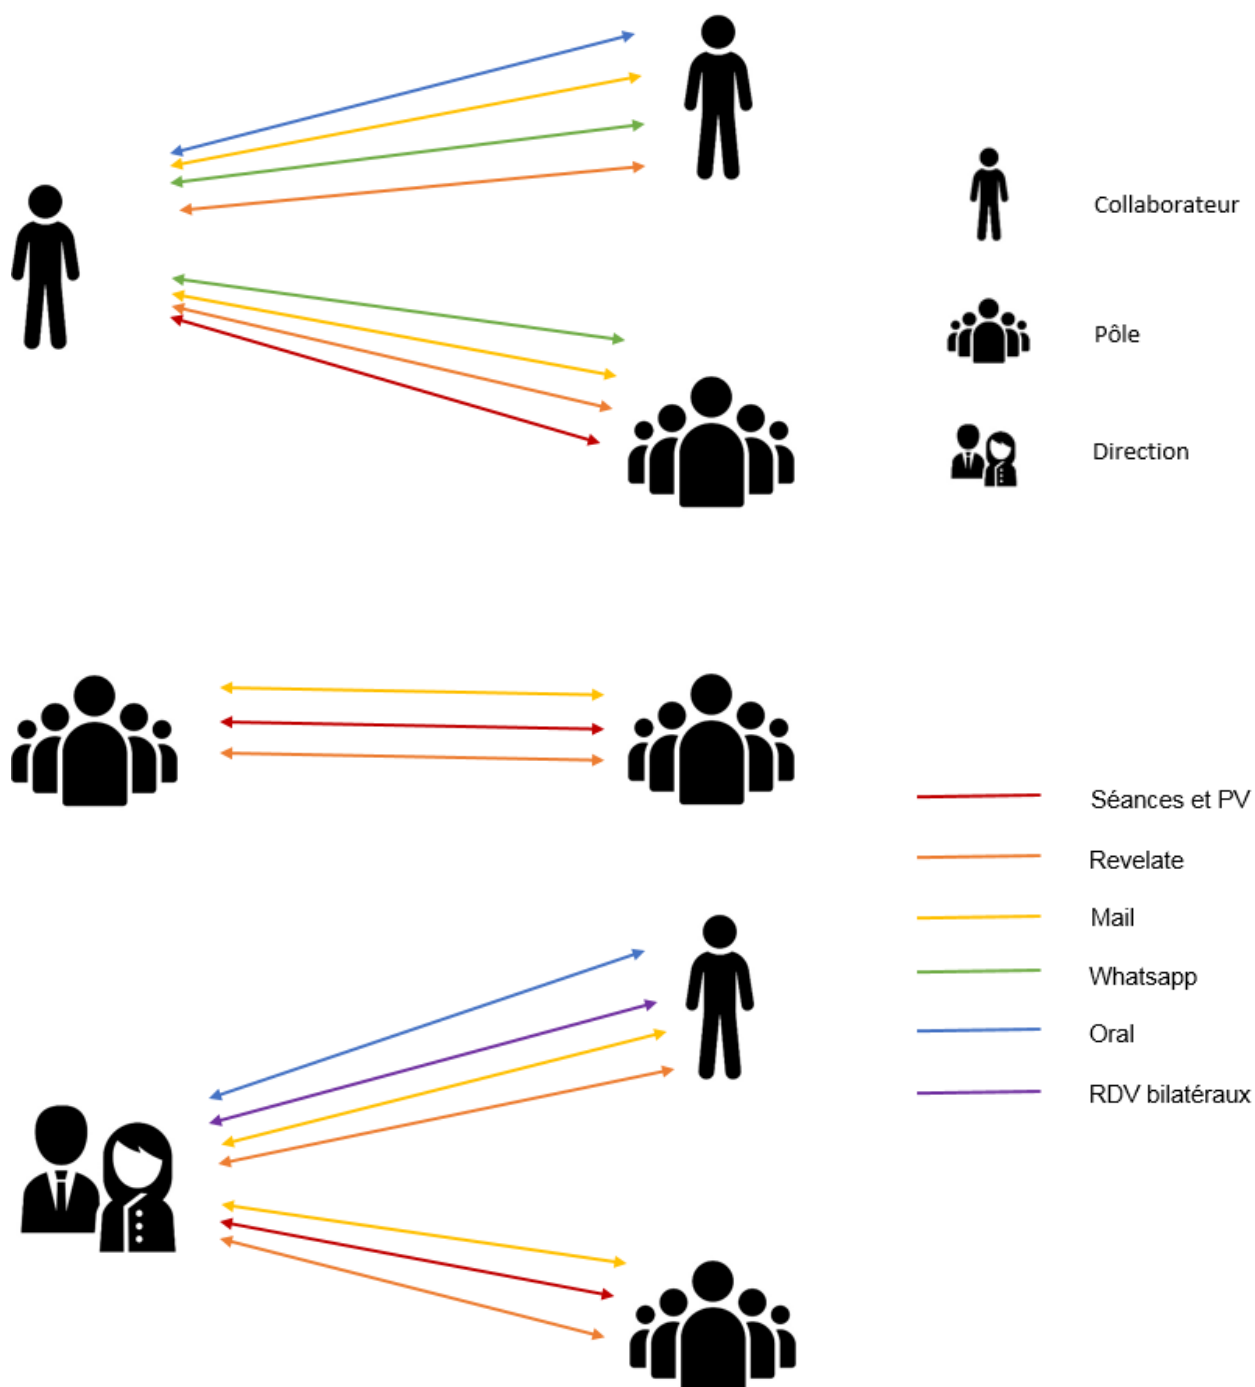 Collaborateur
Pôle
Direction
Séances et PV
Revelate
Mail
Whatsapp
Oral
RDV bilatéraux